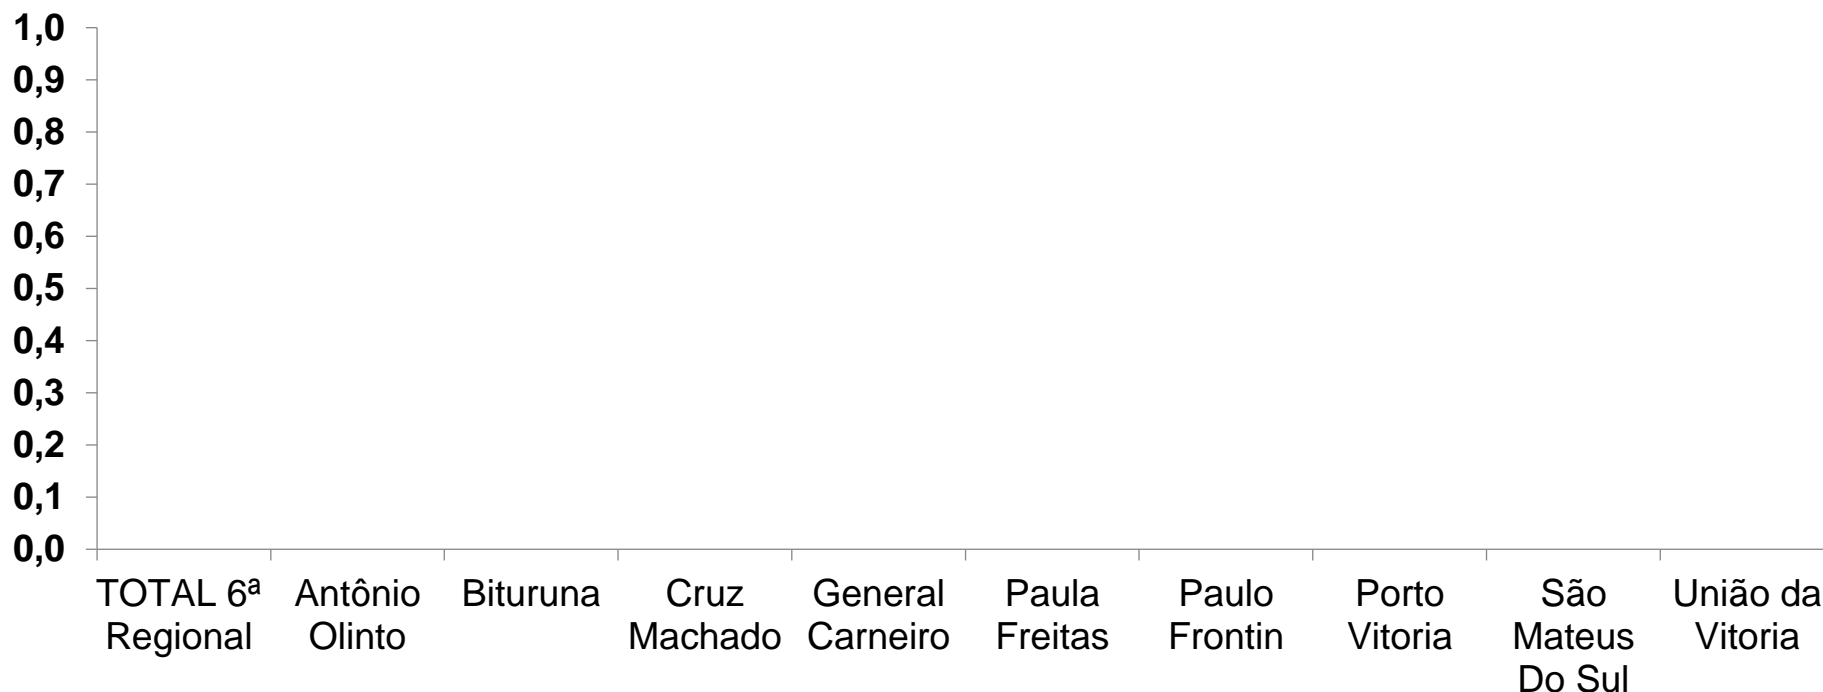 1,0
0,9
0,8
0,7
0,6
0,5
0,4
0,3
0,2
0,1
0,0
TOTAL 6ª
Regional
Antônio
Olinto
Bituruna
Cruz
Machado
General
Carneiro
Paula
Freitas
Paulo
Frontin
Porto
Vitoria
São
Mateus
Do Sul
União da
Vitoria